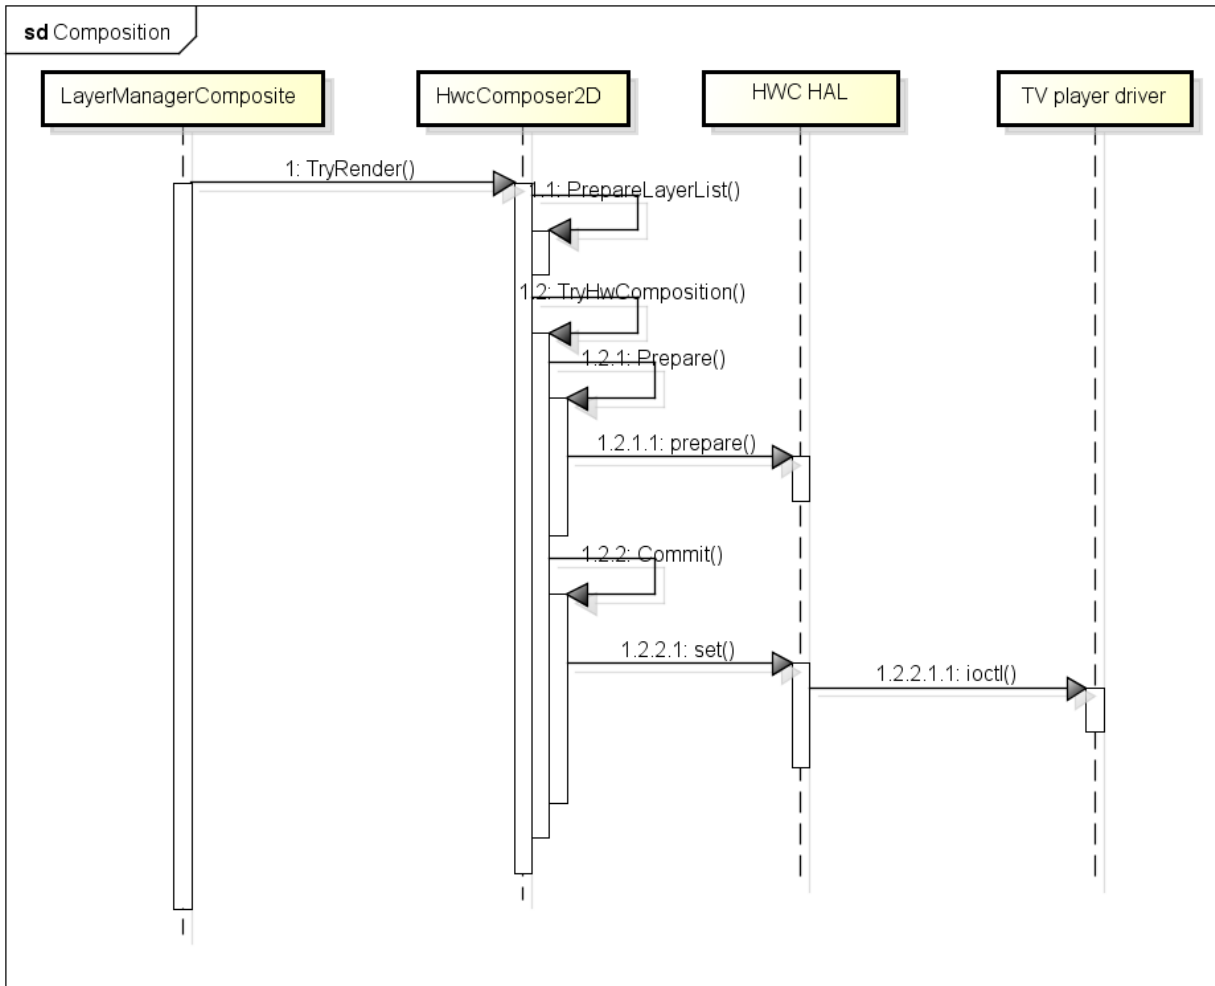 sd Composition
LayerManagerComposite
HwcComposer2D
HWC HAL
TV player driver
1: TryRender()
1.1: PrepareLayerList()
1.2: TryHwComposition()
1.2.1: Prepare()
1.2.1.1: prepare()
1.2.2: Commit()
1.2.2.1: set()
1.2.2.1.1: ioctl()